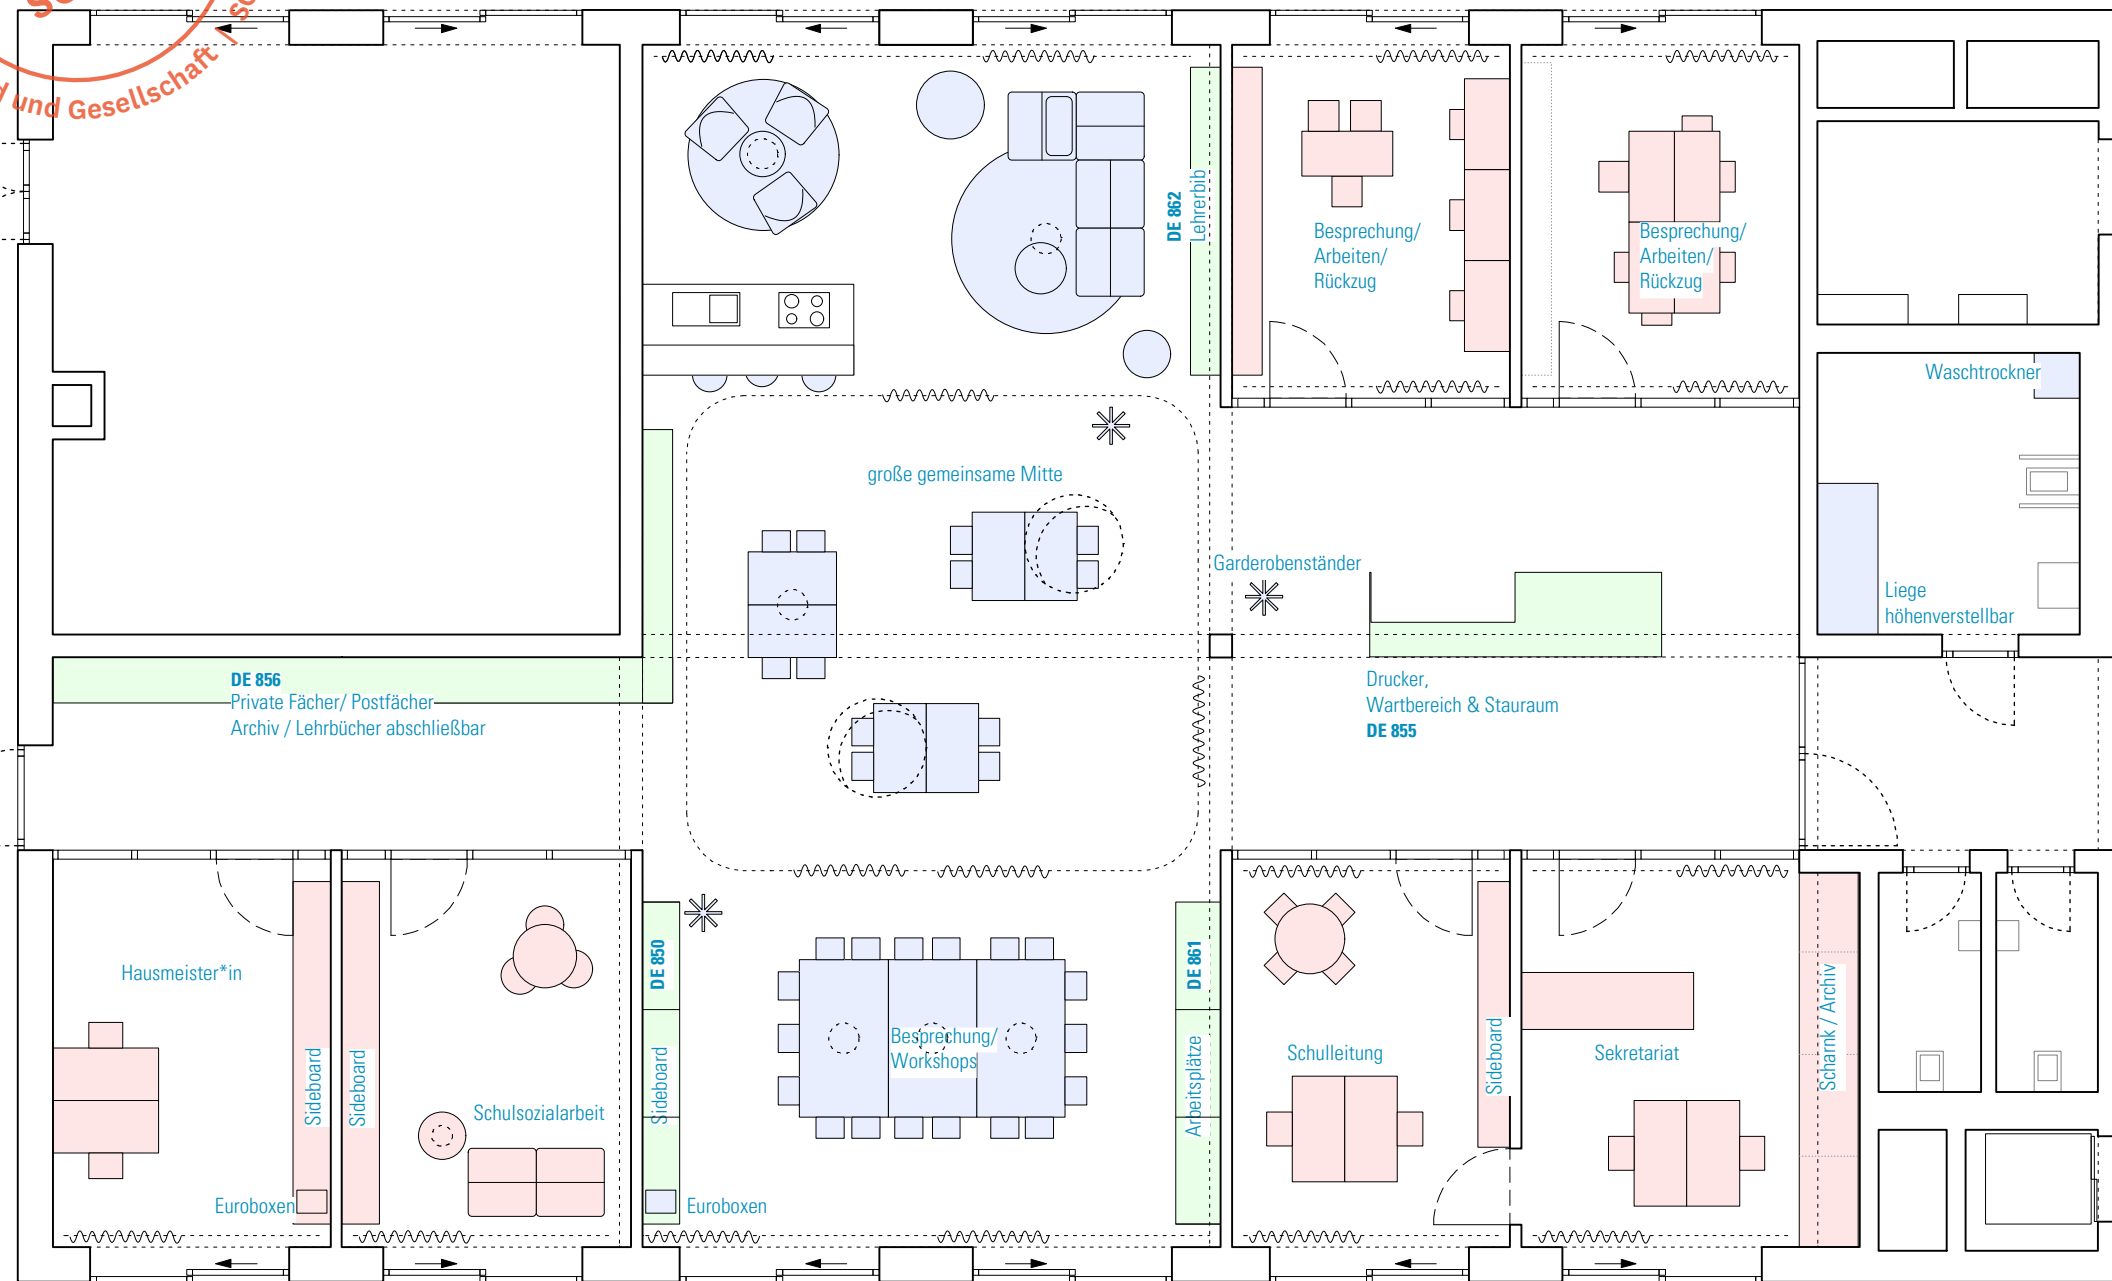 und Gesellschaft
DE 862
Lehrerbib
Besprechung/
Arbeiten/
Rückzug
Besprechung/
Arbeiten/
Rückzug
Waschtrockner
große gemeinsame Mitte
Garderobenständer
Liege
höhenverstellbar
DE 856
Private Fächer/ Postfächer
Archiv / Lehrbücher abschließbar
Drucker,
Wartbereich & Stauraum
DE 855
Hausmeister*in
Sideboard
Sideboard
Schulsozialarbeit
Euroboxen
DE 850
Sideboard
Euroboxen
Besprechung/
Workshops
DE 861
Arbeitsplätze
Schulleitung
Sideboard
Sekretariat
Scharnk / Archiv